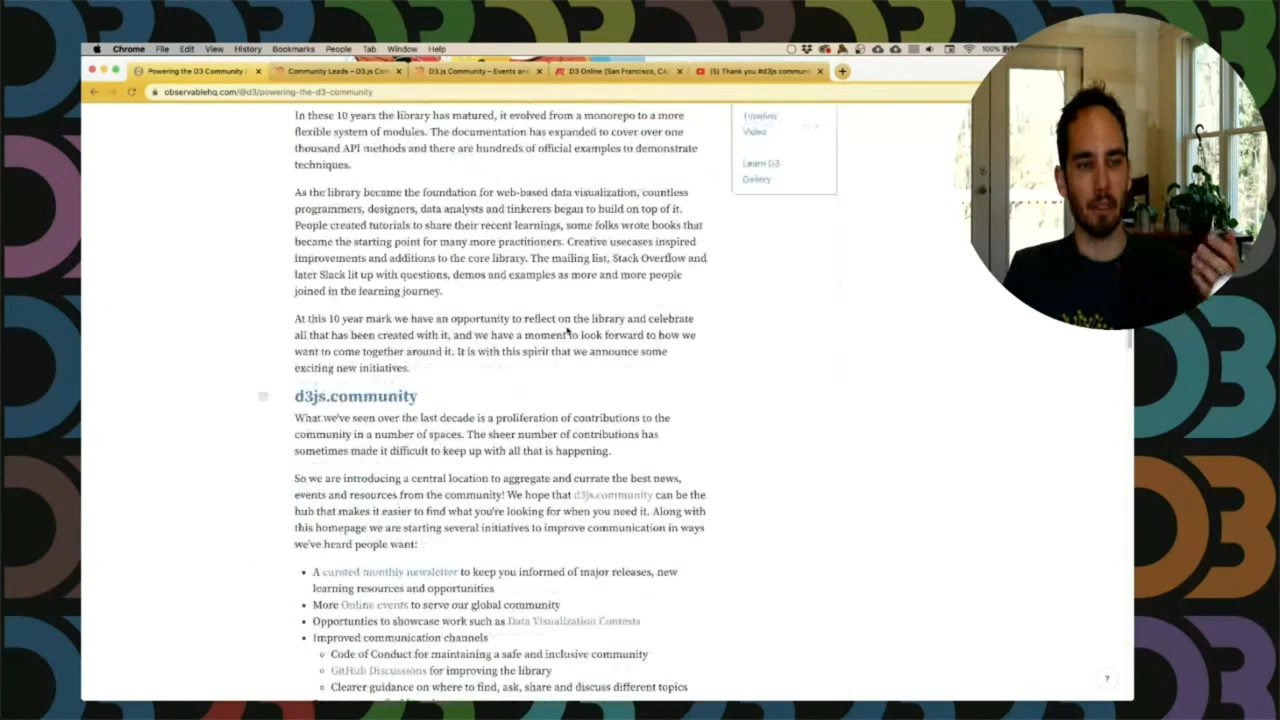 Chrome File Edit View History Bookmarks People Tab Window Help 100%
Powering the D3 Community / Community Leads – D3.js Com D3.js Community – Events and D3 Online (San Francisco, CA) (5) Thank you #d3js communi
observablehq.com/@d3/powering-the-d3-community
In these 10 years the library has matured, it evolved from a monorepo to a more
flexible system of modules. The documentation has expanded to cover over one
thousand API methods and there are hundreds of official examples to demonstrate
techniques.
As the library became the foundation for web-based data visualization, countless
programmers, designers, data analysts and tinkerers began to build on top of it.
People created tutorials to share their recent learnings, some folks wrote books that
became the starting point for many more practitioners. Creative usecases inspired
improvements and additions to the core library. The mailing list, Stack Overflow and
later Slack lit up with questions, demos and examples as more and more people
joined in the learning journey.
At this 10 year mark we have an opportunity to reflect on the library and celebrate
all that has been created with it, and we have a moment to look forward to how we
want to come together around it. It is with this spirit that we announce some
exciting new initiatives.
d3js.community
What we've seen over the last decade is a proliferation of contributions to the
community in a number of spaces. The sheer number of contributions has
sometimes made it difficult to keep up with all that is happening.
So we are introducing a central location to aggregate and currate the best news,
events and resources from the community! We hope that d3js.community can be the
hub that makes it easier to find what you're looking for when you need it. Along with
this homepage we are starting several initiatives to improve communication in ways
we've heard people want:
• A curated monthly newsletter to keep you informed of major releases, new
learning resources and opportunities
• More Online events to serve our global community
• Opportunities to showcase work such as Data Visualization Contests
• Improved communication channels
◦ Code of Conduct for maintaining a safe and inclusive community
◦ GitHub Discussions for improving the library
◦ Clearer guidance on where to find, ask, share and discuss different topics
Timeline
Video
Learn D3
Gallery
?